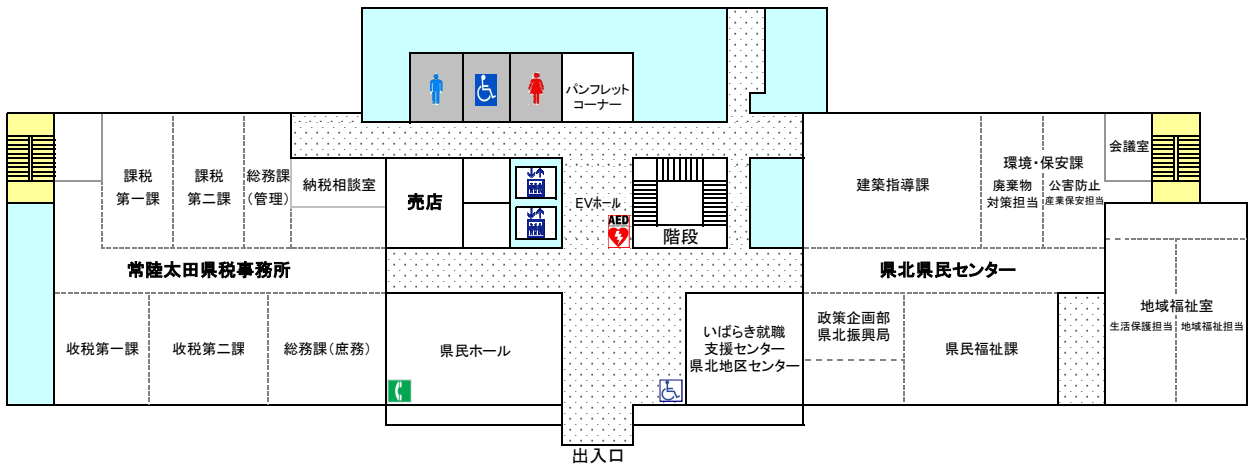 パンフレット
コーナー
課税
第一課
課税
第二課
総務課
(管理)
納税相談室
売店
EVホール
AED
階段
建築指導課
環境・保安課
廃棄物
対策担当
公害防止
産業保安担当
会議室
常陸太田県税事務所
県北県民センター
収税第一課
収税第二課
総務課(庶務)
県民ホール
いばらき就職
支援センター
県北地区センター
政策企画部
県北振興局
県民福祉課
地域福祉室
生活保護担当
地域福祉担当
出入口